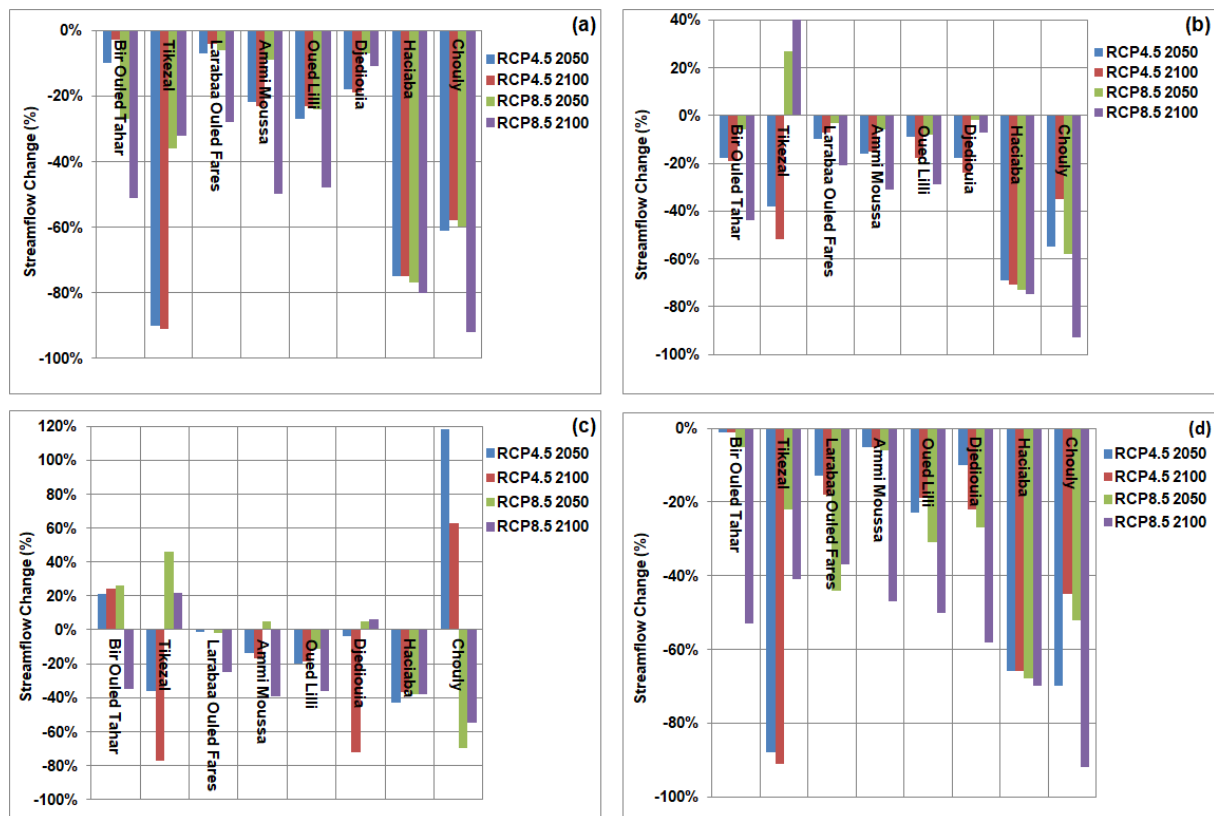 (a)
0%
-20%
-40%
-60%
-80%
-100%
Streamflow Change (%)
Bir Ouled Tahar
Tikezal
Larabaa Ouled Fares
Ammi Moussa
Oued Lilli
Djediouia
Haciaba
Chouly
RCP4.5 2050
RCP4.5 2100
RCP8.5 2050
RCP8.5 2100
(b)
40%
20%
0%
-20%
-40%
-60%
-80%
-100%
Streamflow Change (%)
Bir Ouled Tahar
Tikezal
Larabaa Ouled Fares
Ammi Moussa
Oued Lilli
Djediouia
Haciaba
Chouly
RCP4.5 2050
RCP4.5 2100
RCP8.5 2050
RCP8.5 2100
(c)
120%
100%
80%
60%
40%
20%
0%
-20%
-40%
-60%
-80%
-100%
Streamflow Change (%)
Bir Ouled Tahar
Tikezal
Larabaa Ouled Fares
Ammi Moussa
Oued Lilli
Djediouia
Haciaba
Chouly
RCP4.5 2050
RCP4.5 2100
RCP8.5 2050
RCP8.5 2100
(d)
0%
-20%
-40%
-60%
-80%
-100%
Streamflow Change (%)
Bir Ouled Tahar
Tikezal
Larabaa Ouled Fares
Ammi Moussa
Oued Lilli
Djediouia
Haciaba
Chouly
RCP4.5 2050
RCP4.5 2100
RCP8.5 2050
RCP8.5 2100